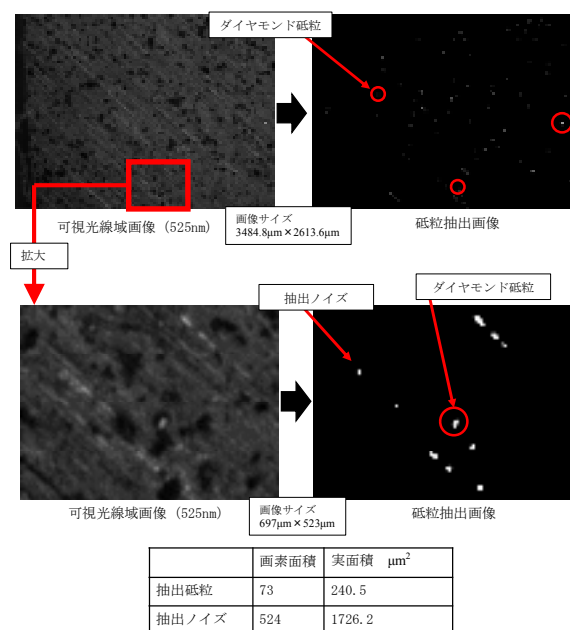 ダイヤモンド砥粒
可視光線域画像 (525nm)
画像サイズ
3484.8μm×2613.6μm
砥粒抽出画像
拡大
抽出ノイズ
ダイヤモンド砥粒
可視光線域画像 (525nm)
画像サイズ
697μm×523μm
砥粒抽出画像
画素面積 実面積 μm²
抽出砥粒 73 240.5
抽出ノイズ 524 1726.2